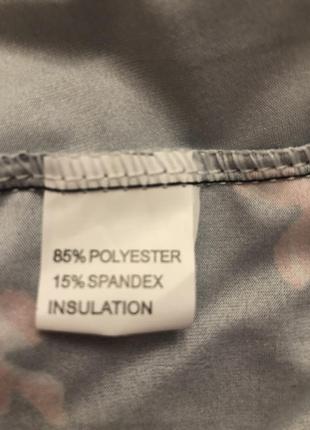 85% POLYESTER
15% SPANDEX
INSULATION